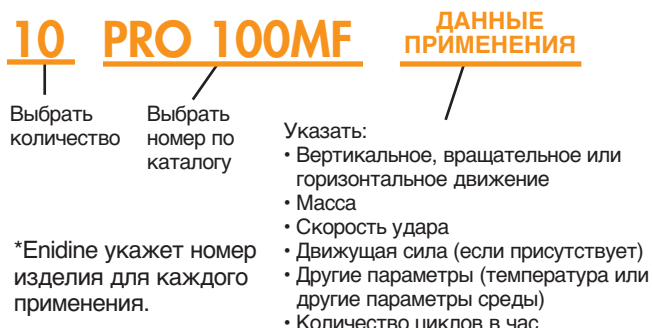 10 PRO 100MF ДАННЫЕ ПРИМЕНЕНИЯ
Выбрать количество
Выбрать номер по каталогу
Указать:
• Вертикальное, вращательное или
горизонтальное движение
• Масса
• Скорость удара
• Движущая сила (если присутствует)
• Другие параметры (температура или
другие параметры среды)
• Количество циклов в час
*Enidine укажет номер
изделия для каждого
применения.